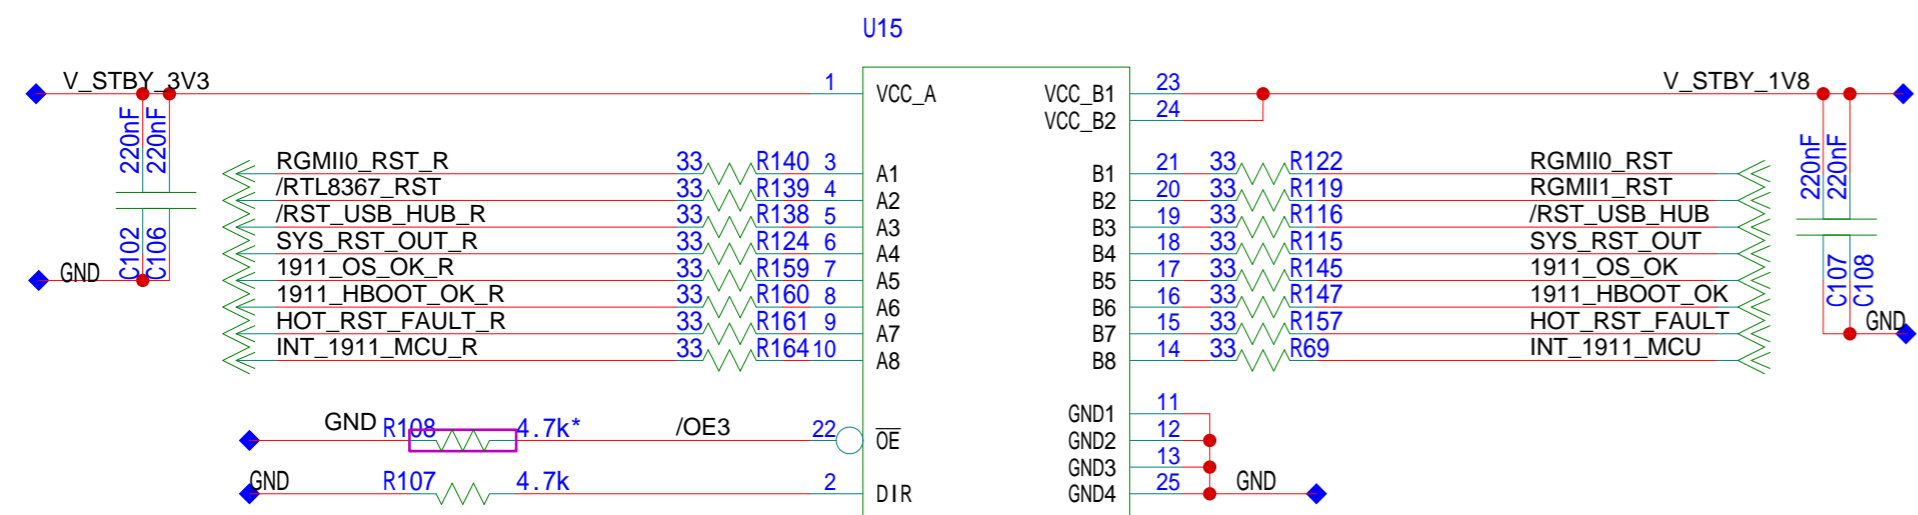 U15
V_STBY_3V3 1 VCC_A VCC_B1 23 V_STBY_1V8
VCC_B2 24
220nF 220nF C102 C106
220nF 220nF C107 C108
RGMII0_RST_R 33 R140 3 A1 B1 21 33 R122 RGMII0_RST
/RTL8367_RST 33 R139 4 A2 B2 20 33 R119 RGMII1_RST
/RST_USB_HUB_R 33 R138 5 A3 B3 19 33 R116 /RST_USB_HUB
SYS_RST_OUT_R 33 R124 6 A4 B4 18 33 R115 SYS_RST_OUT
GND 1911_OS_OK_R 33 R159 7 A5 B5 17 33 R145 1911_OS_OK
1911_HBOOT_OK_R 33 R160 8 A6 B6 16 33 R147 1911_HBOOT_OK
HOT_RST_FAULT_R 33 R161 9 A7 B7 15 33 R157 HOT_RST_FAULT GND
INT_1911_MCU_R 33 R164 10 A8 B8 14 33 R69 INT_1911_MCU
GND1 11
GND R108 4.7k* /OE3 22 OE GND2 12
GND3 13
GND R107 4.7k 2 DIR GND4 25 GND